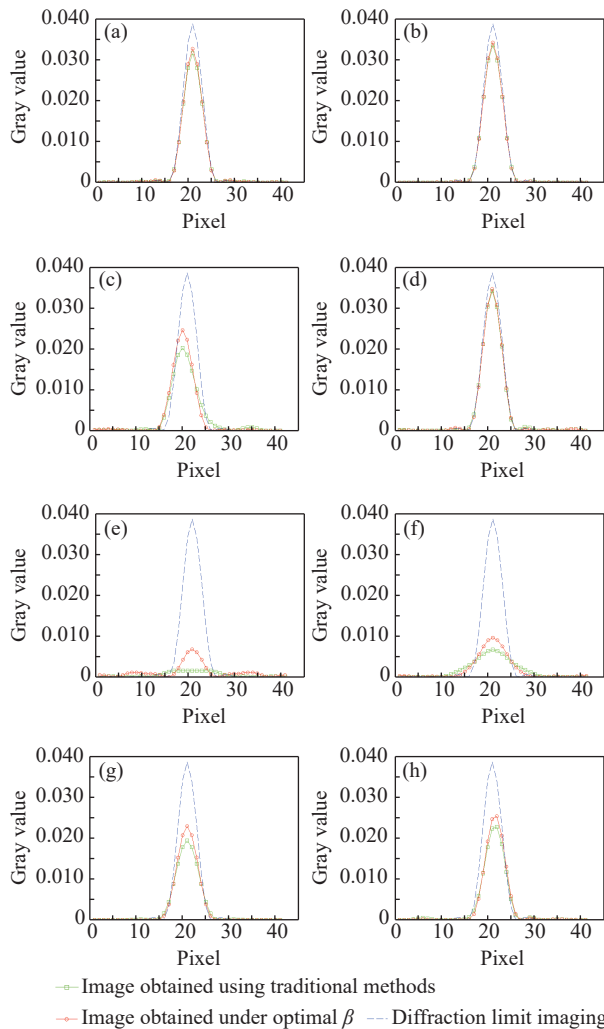 (a)
Gray value
0.040
0.030
0.020
0.010
0
0 10 20 30 40
Pixel
(b)
Gray value
0.040
0.030
0.020
0.010
0
0 10 20 30 40
Pixel
(c)
Gray value
0.040
0.030
0.020
0.010
0
0 10 20 30 40
Pixel
(d)
Gray value
0.040
0.030
0.020
0.010
0
0 10 20 30 40
Pixel
(e)
Gray value
0.040
0.030
0.020
0.010
0
0 10 20 30 40
Pixel
(f)
Gray value
0.040
0.030
0.020
0.010
0
0 10 20 30 40
Pixel
(g)
Gray value
0.040
0.030
0.020
0.010
0
0 10 20 30 40
Pixel
(h)
Gray value
0.040
0.030
0.020
0.010
0
0 10 20 30 40
Pixel
Image obtained using traditional methods
Image obtained under optimal β
Diffraction limit imaging